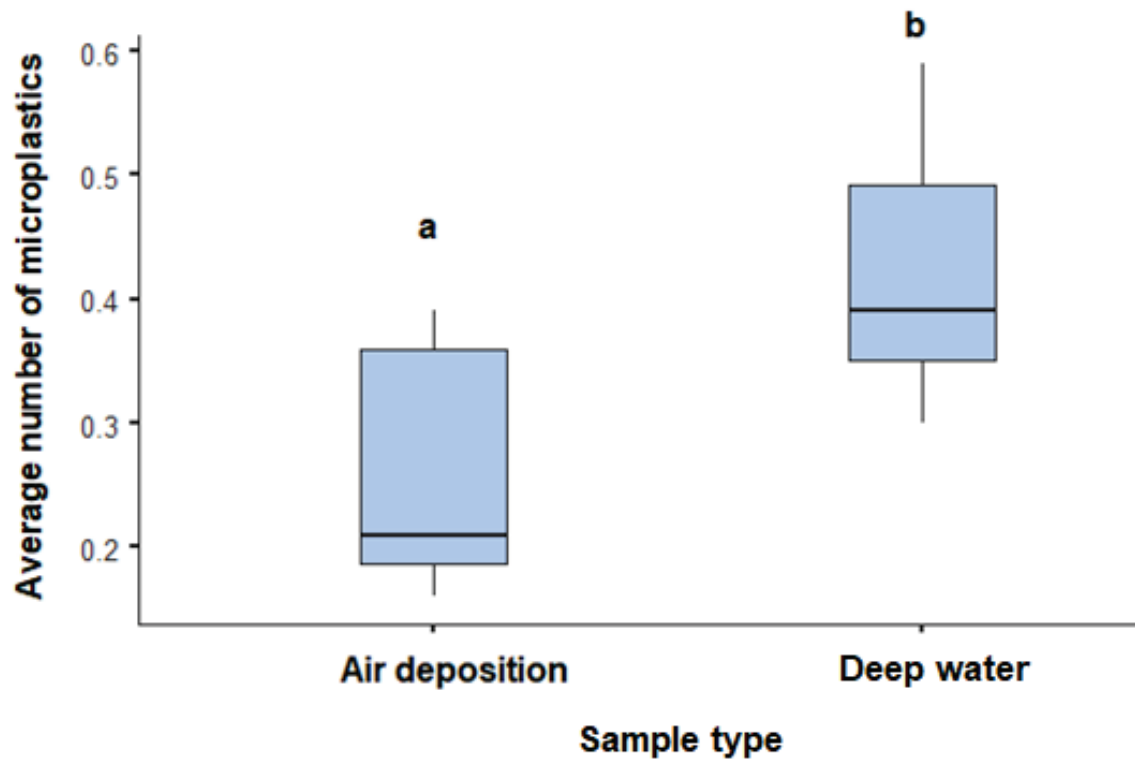 b
0.6
0.5
a
0.4
0.3
0.2
Average number of microplastics
Air deposition
Deep water
Sample type